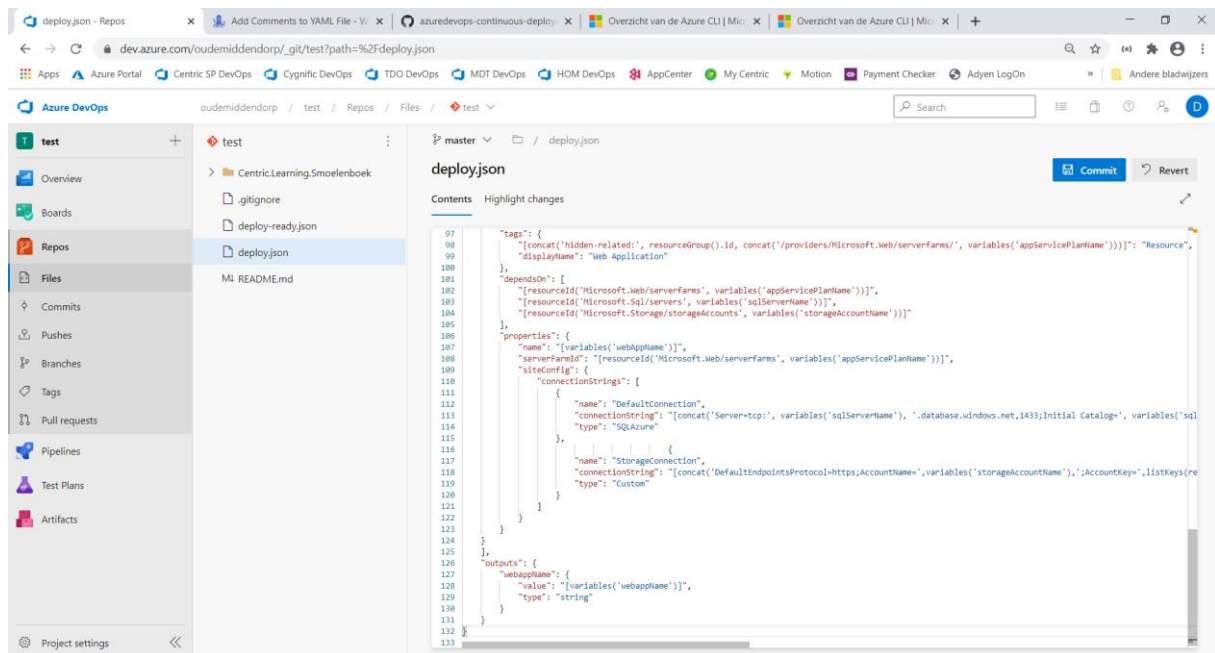 deploy.json - Repos
Add Comments to YAML File - Vi
azuredevops-continuous-deploy
Overzicht van de Azure CLI | Micr
Overzicht van de Azure CLI | Micr
dev.azure.com/oudemiddendorp/_git/test?path=%2Fdeploy.json
Apps Azure Portal Centric SP DevOps Cygnific DevOps TDO DevOps MDT DevOps HOM DevOps AppCenter My Centric Motion Payment Checker Adyen LogOn » Andere bladwijzers
Azure DevOps
oudemiddendorp / test / Repos / Files / test
Search
D
T test
Overview
Boards
Repos
Files
Commits
Pushes
Branches
Tags
Pull requests
Pipelines
Test Plans
Artifacts
Project settings
test
Centric.Learning.Smoelenboek
.gitignore
deploy-ready.json
deploy.json
M↓ README.md
master / deploy.json
deploy.json
Commit Revert
Contents Highlight changes
97 "tags": {
98 "[concat('hidden-related:', resourceGroup().id, concat('/providers/Microsoft.Web/serverfarms/', variables('appServicePlanName')))]": "Resource",
99 "displayName": "Web Application"
100 },
101 "dependsOn": [
102 "[resourceId('Microsoft.Web/serverfarms', variables('appServicePlanName'))]",
103 "[resourceId('Microsoft.Sql/servers', variables('sqlServerName'))]",
104 "[resourceId('Microsoft.Storage/storageAccounts', variables('storageAccountName'))]"
105 ],
106 "properties": {
107 "name": "[variables('webAppName')]",
108 "serverFarmId": "[resourceId('Microsoft.Web/serverfarms', variables('appServicePlanName'))]",
109 "siteConfig": {
110 "connectionStrings": [
111 {
112 "name": "DefaultConnection",
113 "connectionString": "[concat('Server=tcp:', variables('sqlServerName'), '.database.windows.net,1433;Initial Catalog=', variables('sql
114 "type": "SQLAzure"
115 },
116 {
117 "name": "StorageConnection",
118 "connectionString": "[concat('DefaultEndpointsProtocol=https;AccountName=',variables('storageAccountName'),';AccountKey=',listKeys(re
119 "type": "Custom"
120 }
121 ]
122 }
123 }
124 }
125 ],
126 "outputs": {
127 "webappName": {
128 "value": "[variables('webappName')]",
129 "type": "string"
130 }
131 }
132 }
133